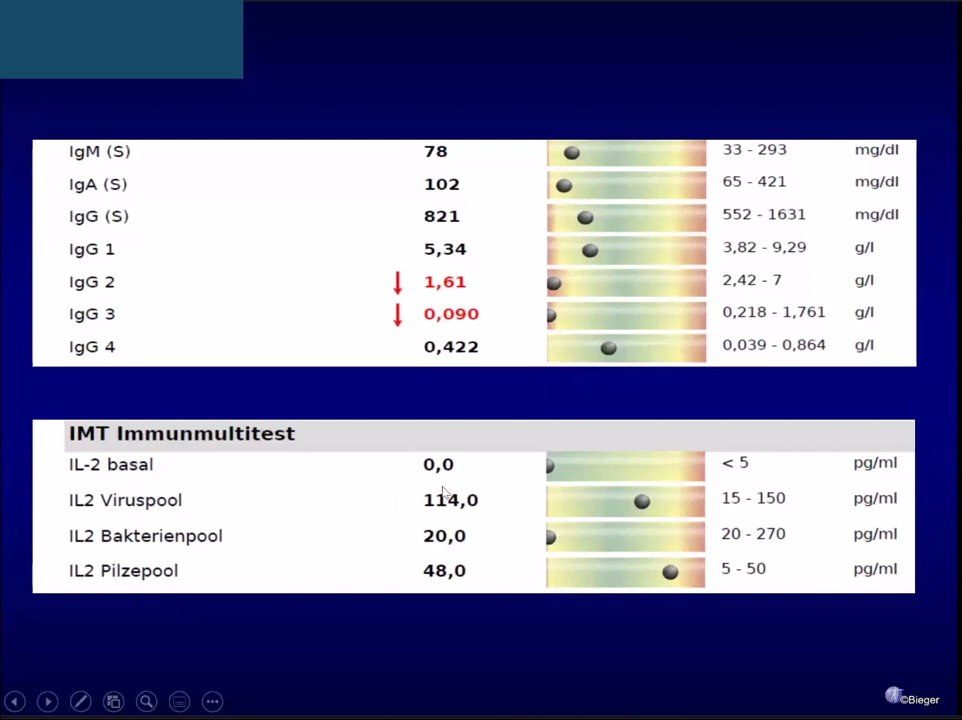 IgM (S) 78 33 - 293 mg/dl
IgA (S) 102 65 - 421 mg/dl
IgG (S) 821 552 - 1631 mg/dl
IgG 1 5,34 3,82 - 9,29 g/l
IgG 2 1,61 2,42 - 7 g/l
IgG 3 0,090 0,218 - 1,761 g/l
IgG 4 0,422 0,039 - 0,864 g/l
IMT Immunmultitest
IL-2 basal 0,0 < 5 pg/ml
IL2 Viruspool 114,0 15 - 150 pg/ml
IL2 Bakterienpool 20,0 20 - 270 pg/ml
IL2 Pilzepool 48,0 5 - 50 pg/ml
©Bieger